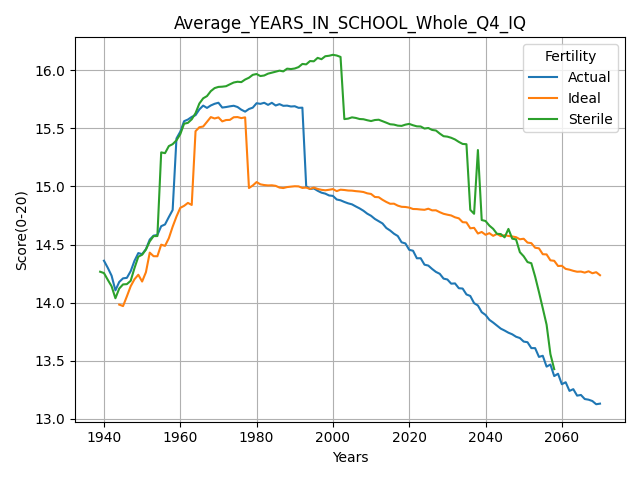 Average_YEARS_IN_SCHOOL_Whole_Q4_IQ
Fertility
Actual
Ideal
Sterile
Score(0-20)
16.0
15.5
15.0
14.5
14.0
13.5
13.0
1940 1960 1980 2000 2020 2040 2060
Years